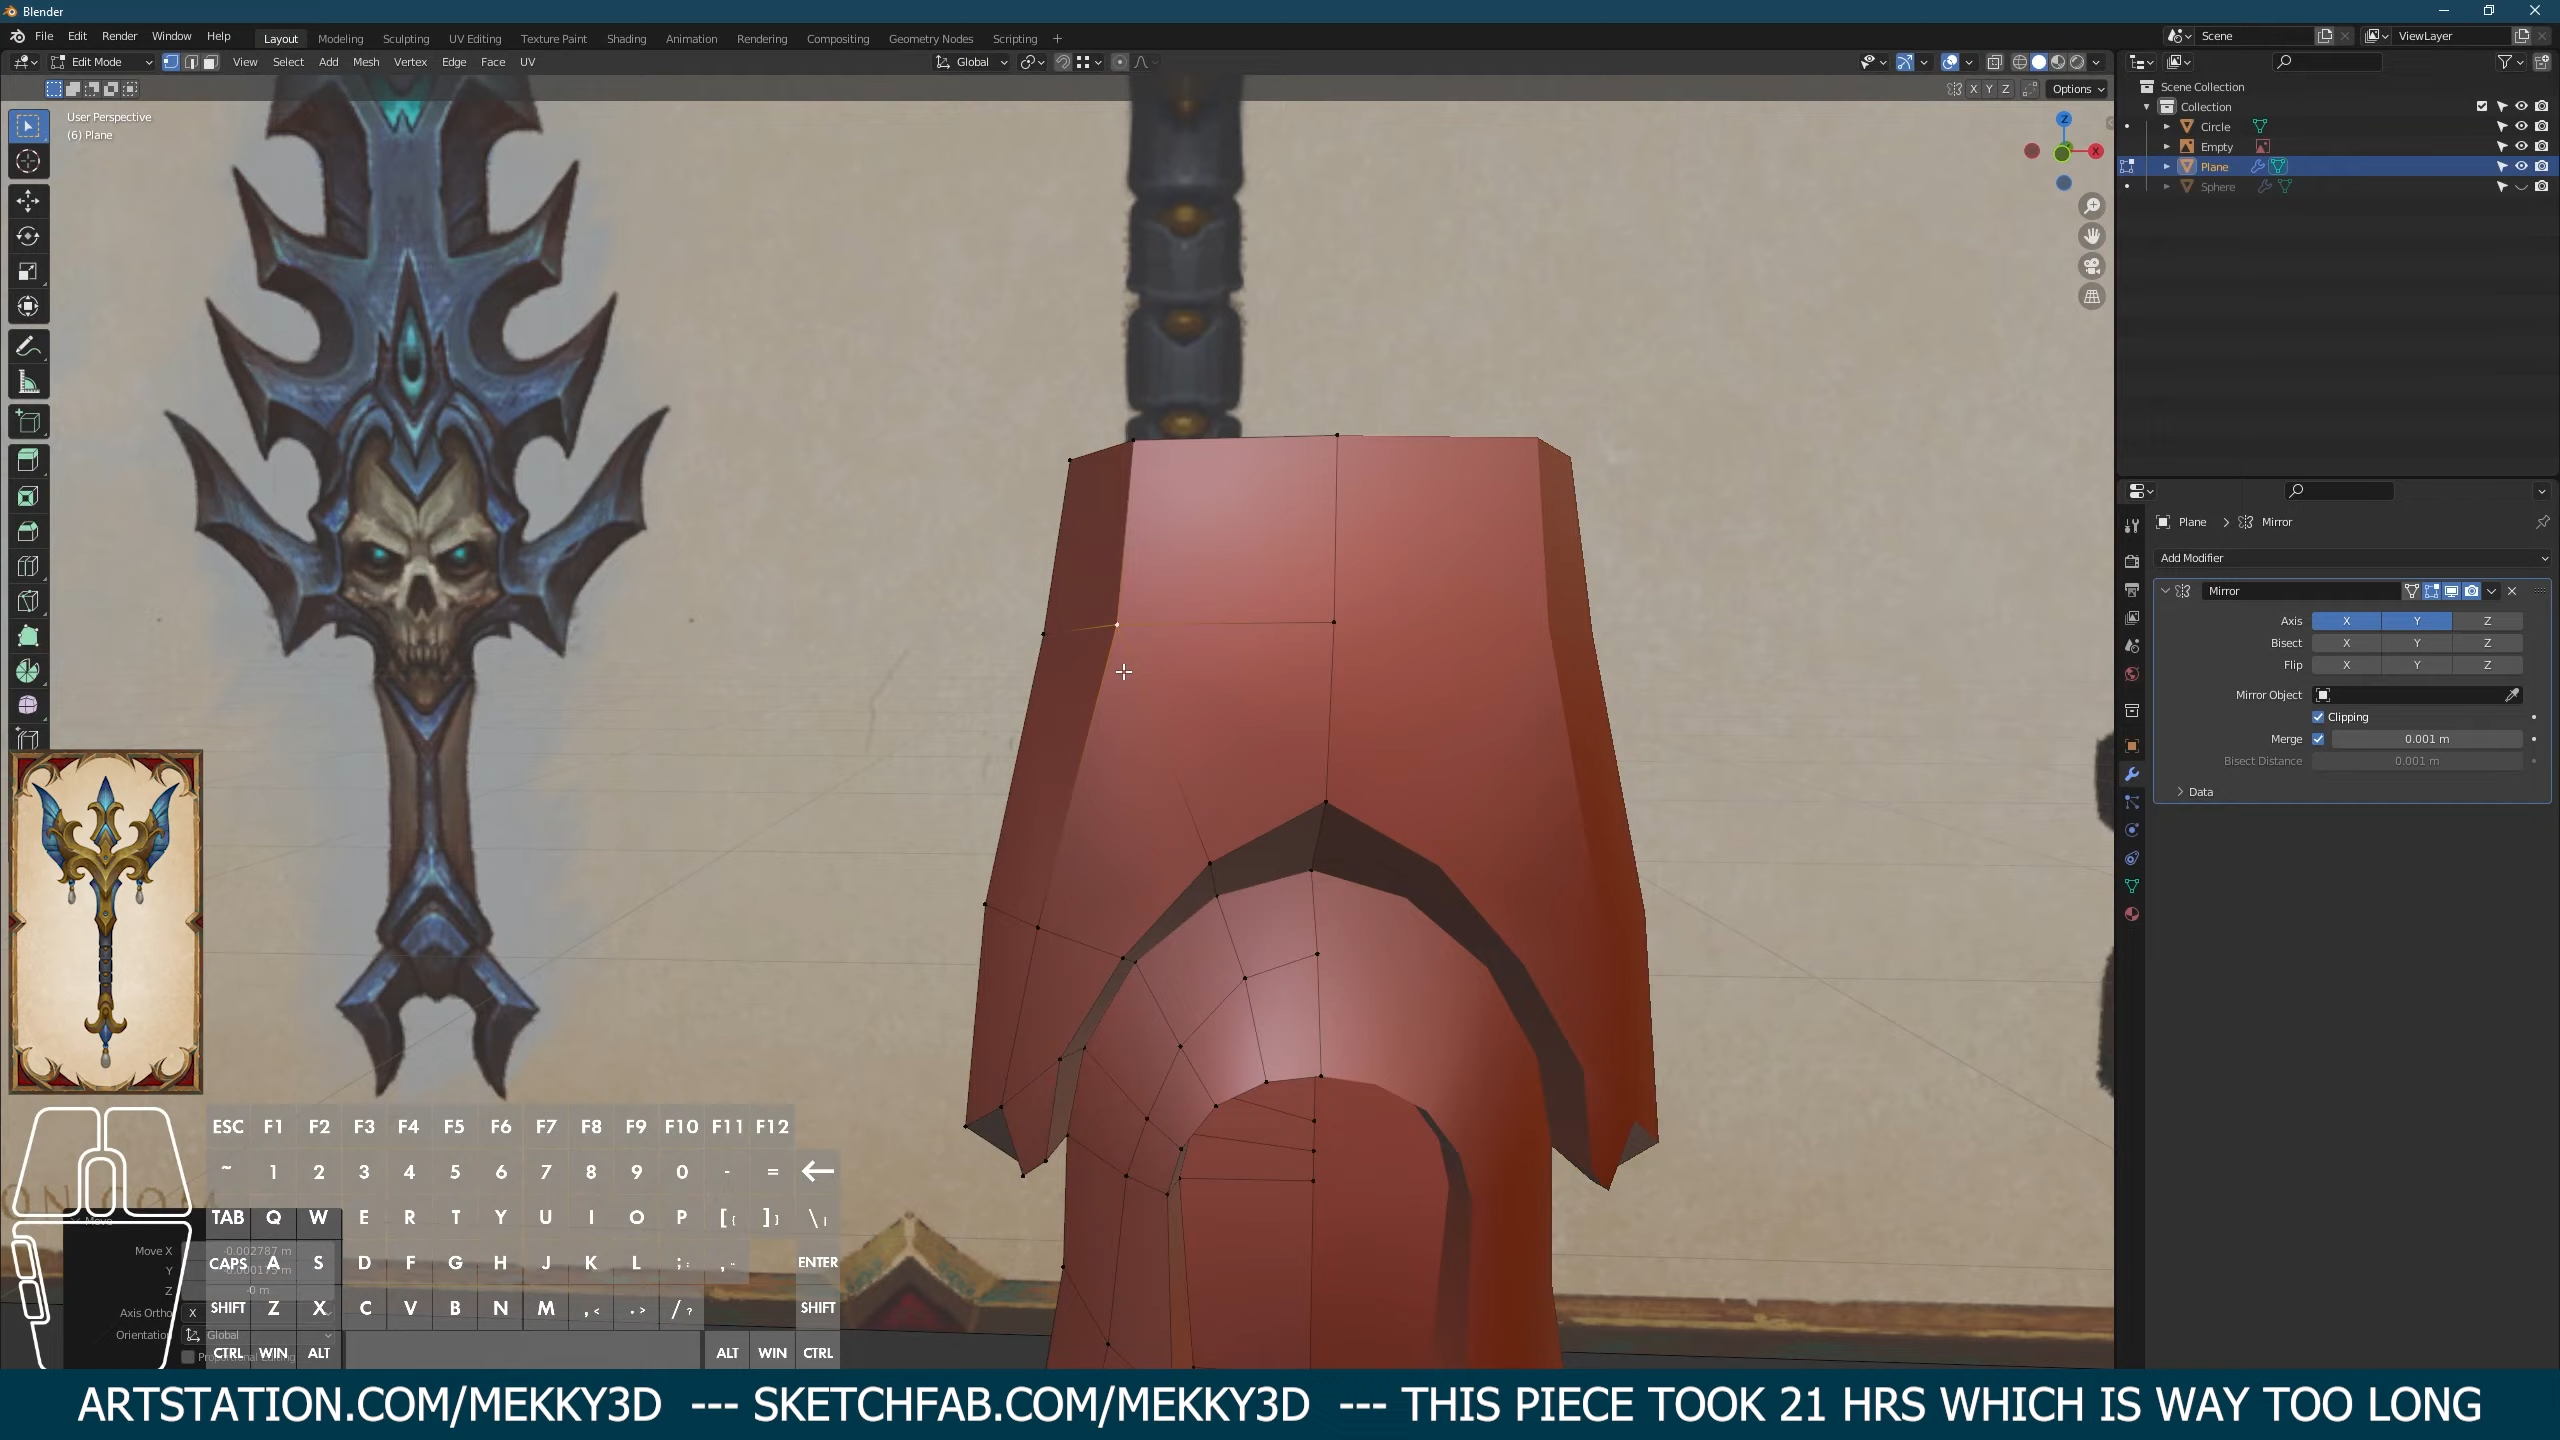 Blender
File Edit Render Window Help
Layout Modeling Sculpting UV Editing Texture Paint Shading Animation Rendering Compositing Geometry Nodes Scripting +
Scene
ViewLayer
Edit Mode
View Select Add Mesh Vertex Edge Face UV
Global
X Y Z Options
User Perspective
(6) Plane
Z
X
Scene Collection
Collection
Circle
Empty
Plane
Sphere
Plane > Mirror
Add Modifier
Mirror
Axis X Y Z
Bisect X Y Z
Flip X Y Z
Mirror Object
Clipping
Merge 0.001 m
Bisect Distance 0.001 m
Data
ESC F1 F2 F3 F4 F5 F6 F7 F8 F9 F10 F11 F12
~ 1 2 3 4 5 6 7 8 9 0 - =
TAB Q W E R T Y U I O P [{ ]} \|
Move
Move X -0.002787 m
CAPS A S D F G H J K L ;: ," ENTER
Y
Z -0 m
SHIFT Z X C V B N M ,< .> /? SHIFT
Axis Ortho X
Orientation Global
CTRL WIN ALT ALT WIN CTRL
ARTSTATION.COM/MEKKY3D --- SKETCHFAB.COM/MEKKY3D --- THIS PIECE TOOK 21 HRS WHICH IS WAY TOO LONG